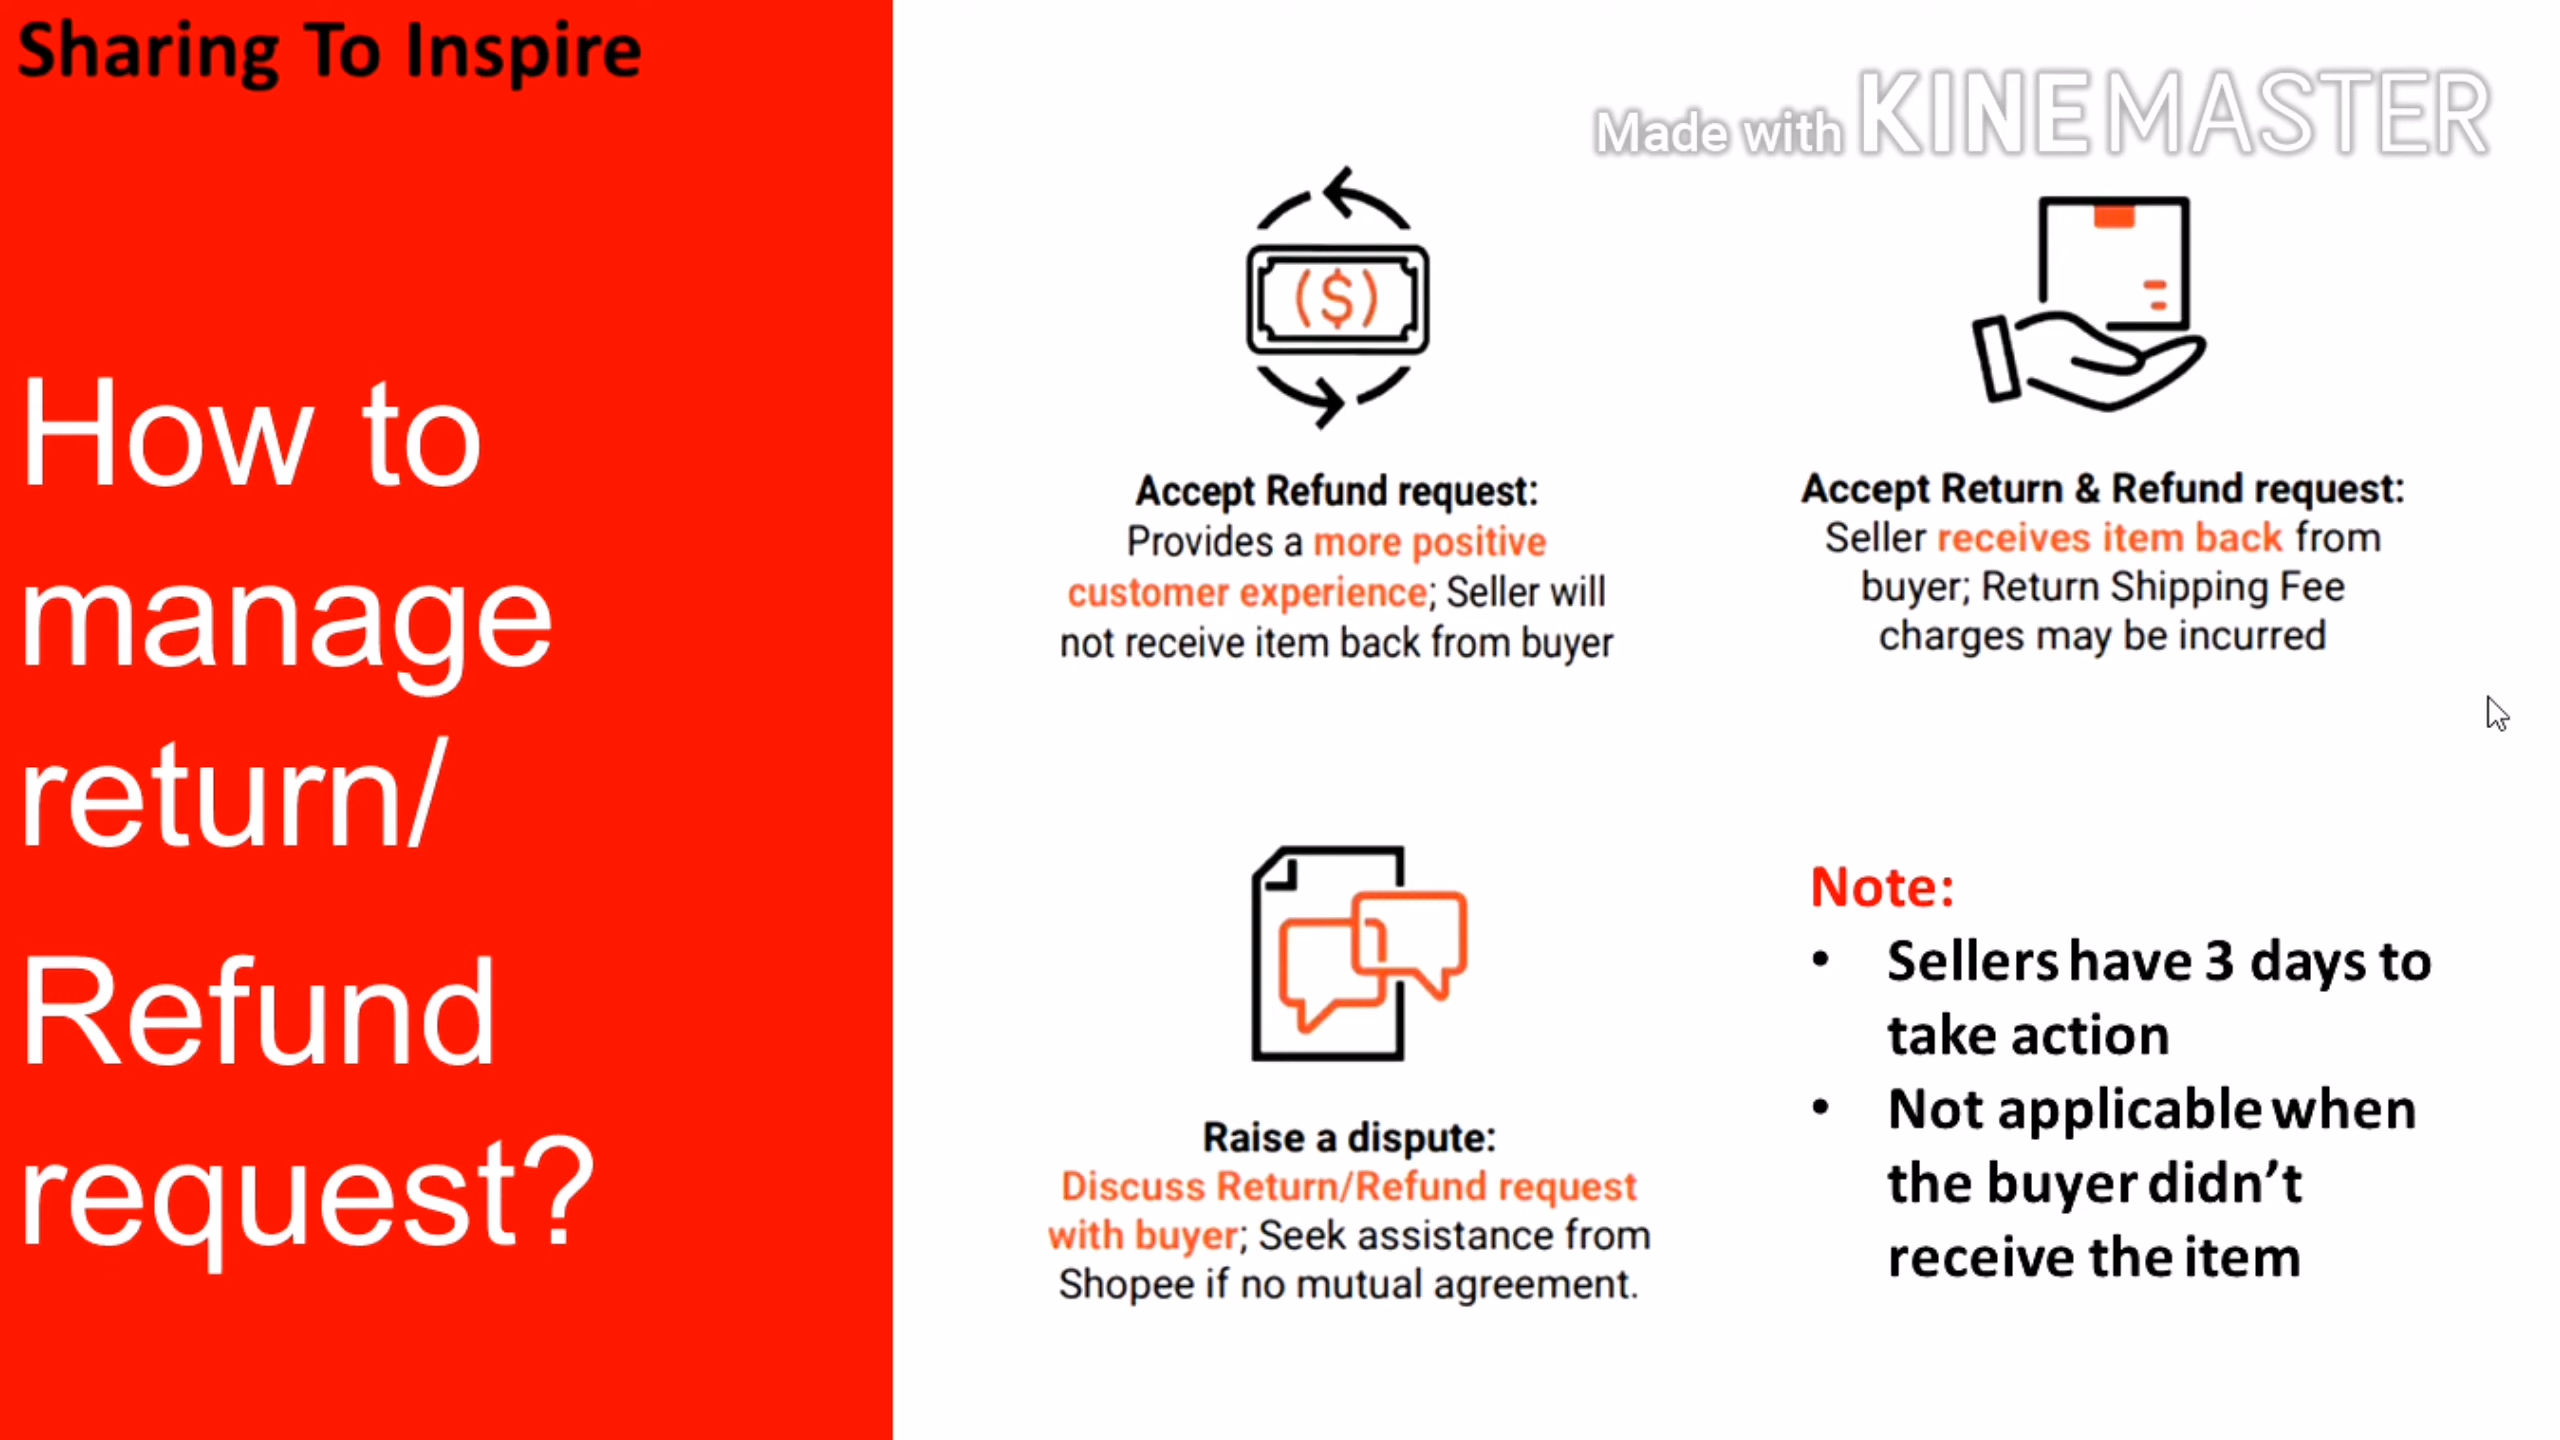 Sharing To Inspire
How to
manage
return/
Refund
request?
Made with KINEMASTER
($)
Accept Refund request:
Provides a more positive
customer experience; Seller will
not receive item back from buyer
Accept Return & Refund request:
Seller receives item back from
buyer; Return Shipping Fee
charges may be incurred
Raise a dispute:
Discuss Return/Refund request
with buyer; Seek assistance from
Shopee if no mutual agreement.
Note:
• Sellers have 3 days to
take action
• Not applicable when
the buyer didn’t
receive the item